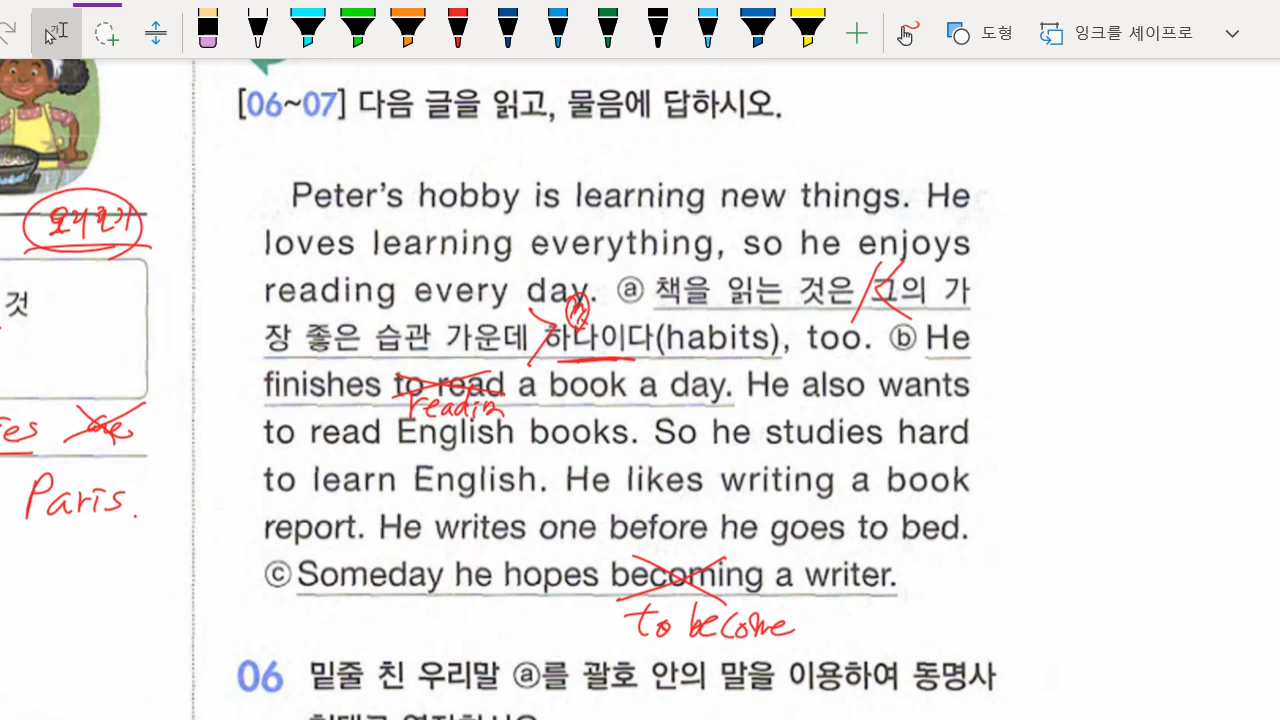 도형
잉크를 셰이프로
[06~07] 다음 글을 읽고, 물음에 답하시오.
Peter's hobby is learning new things. He
loves learning everything, so he enjoys
reading every day. ⓐ 책을 읽는 것은 그의 가
장 좋은 습관 가운데 하나이다(habits), too. ⓑ He
finishes to read a book a day. He also wants
to read English books. So he studies hard
to learn English. He likes writing a book
report. He writes one before he goes to bed.
ⓒ Someday he hopes becoming a writer.
to become
것
Paris.
06 밑줄 친 우리말 ⓐ를 괄호 안의 말을 이용하여 동명사